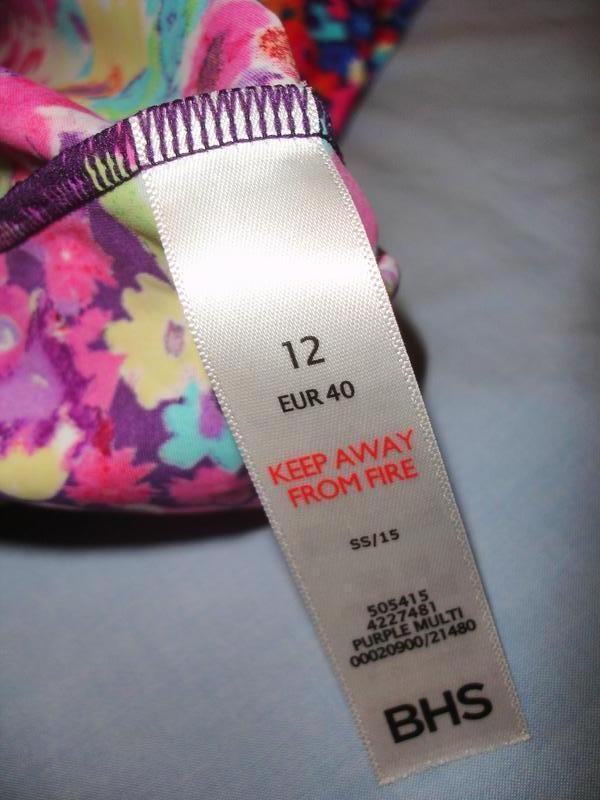 12
EUR 40
KEEP AWAY
FROM FIRE
SS/15
505415
4227481
PURPLE MULTI
00020900/21480
BHS